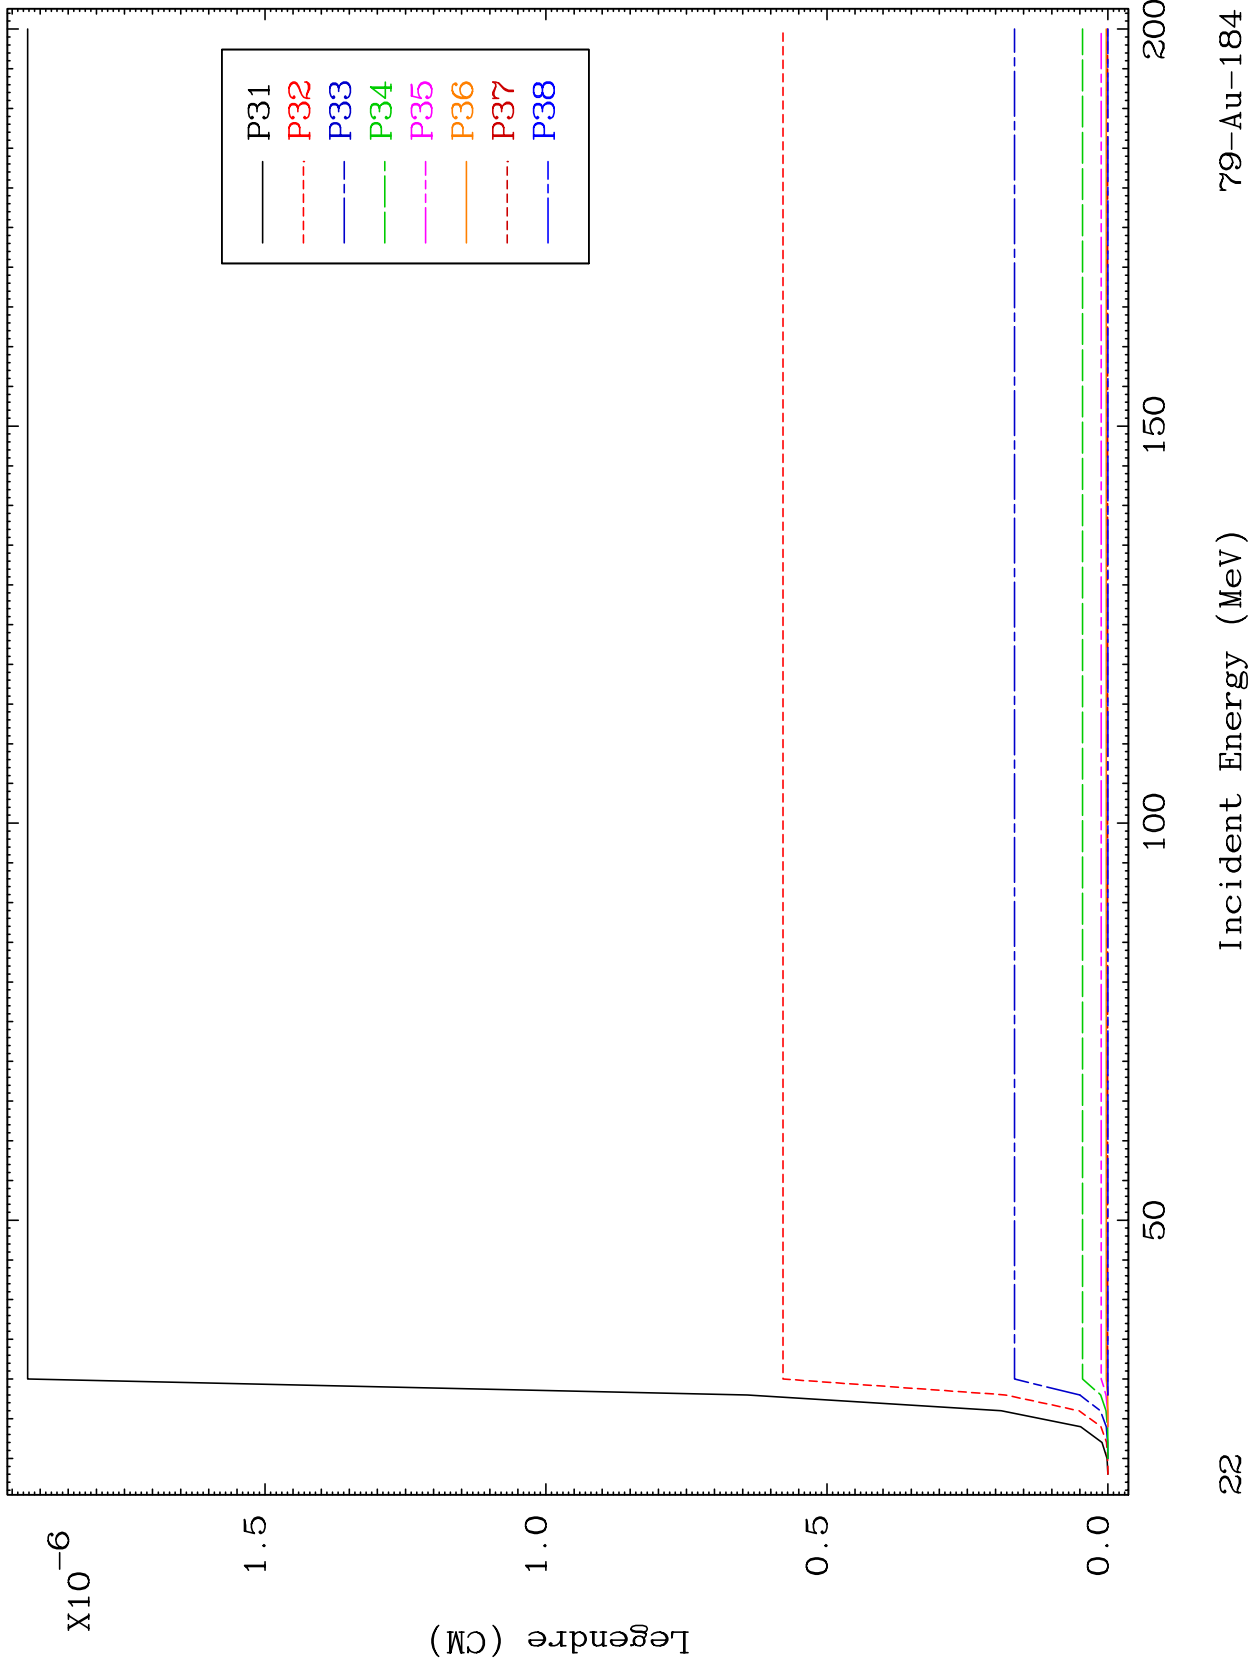 X10⁻⁶
Legendre (CM)
1.5
1.0
0.5
0.0
P31
P32
P33
P34
P35
P36
P37
P38
50
100
150
200
22
Incident Energy (MeV)
79-Au-184